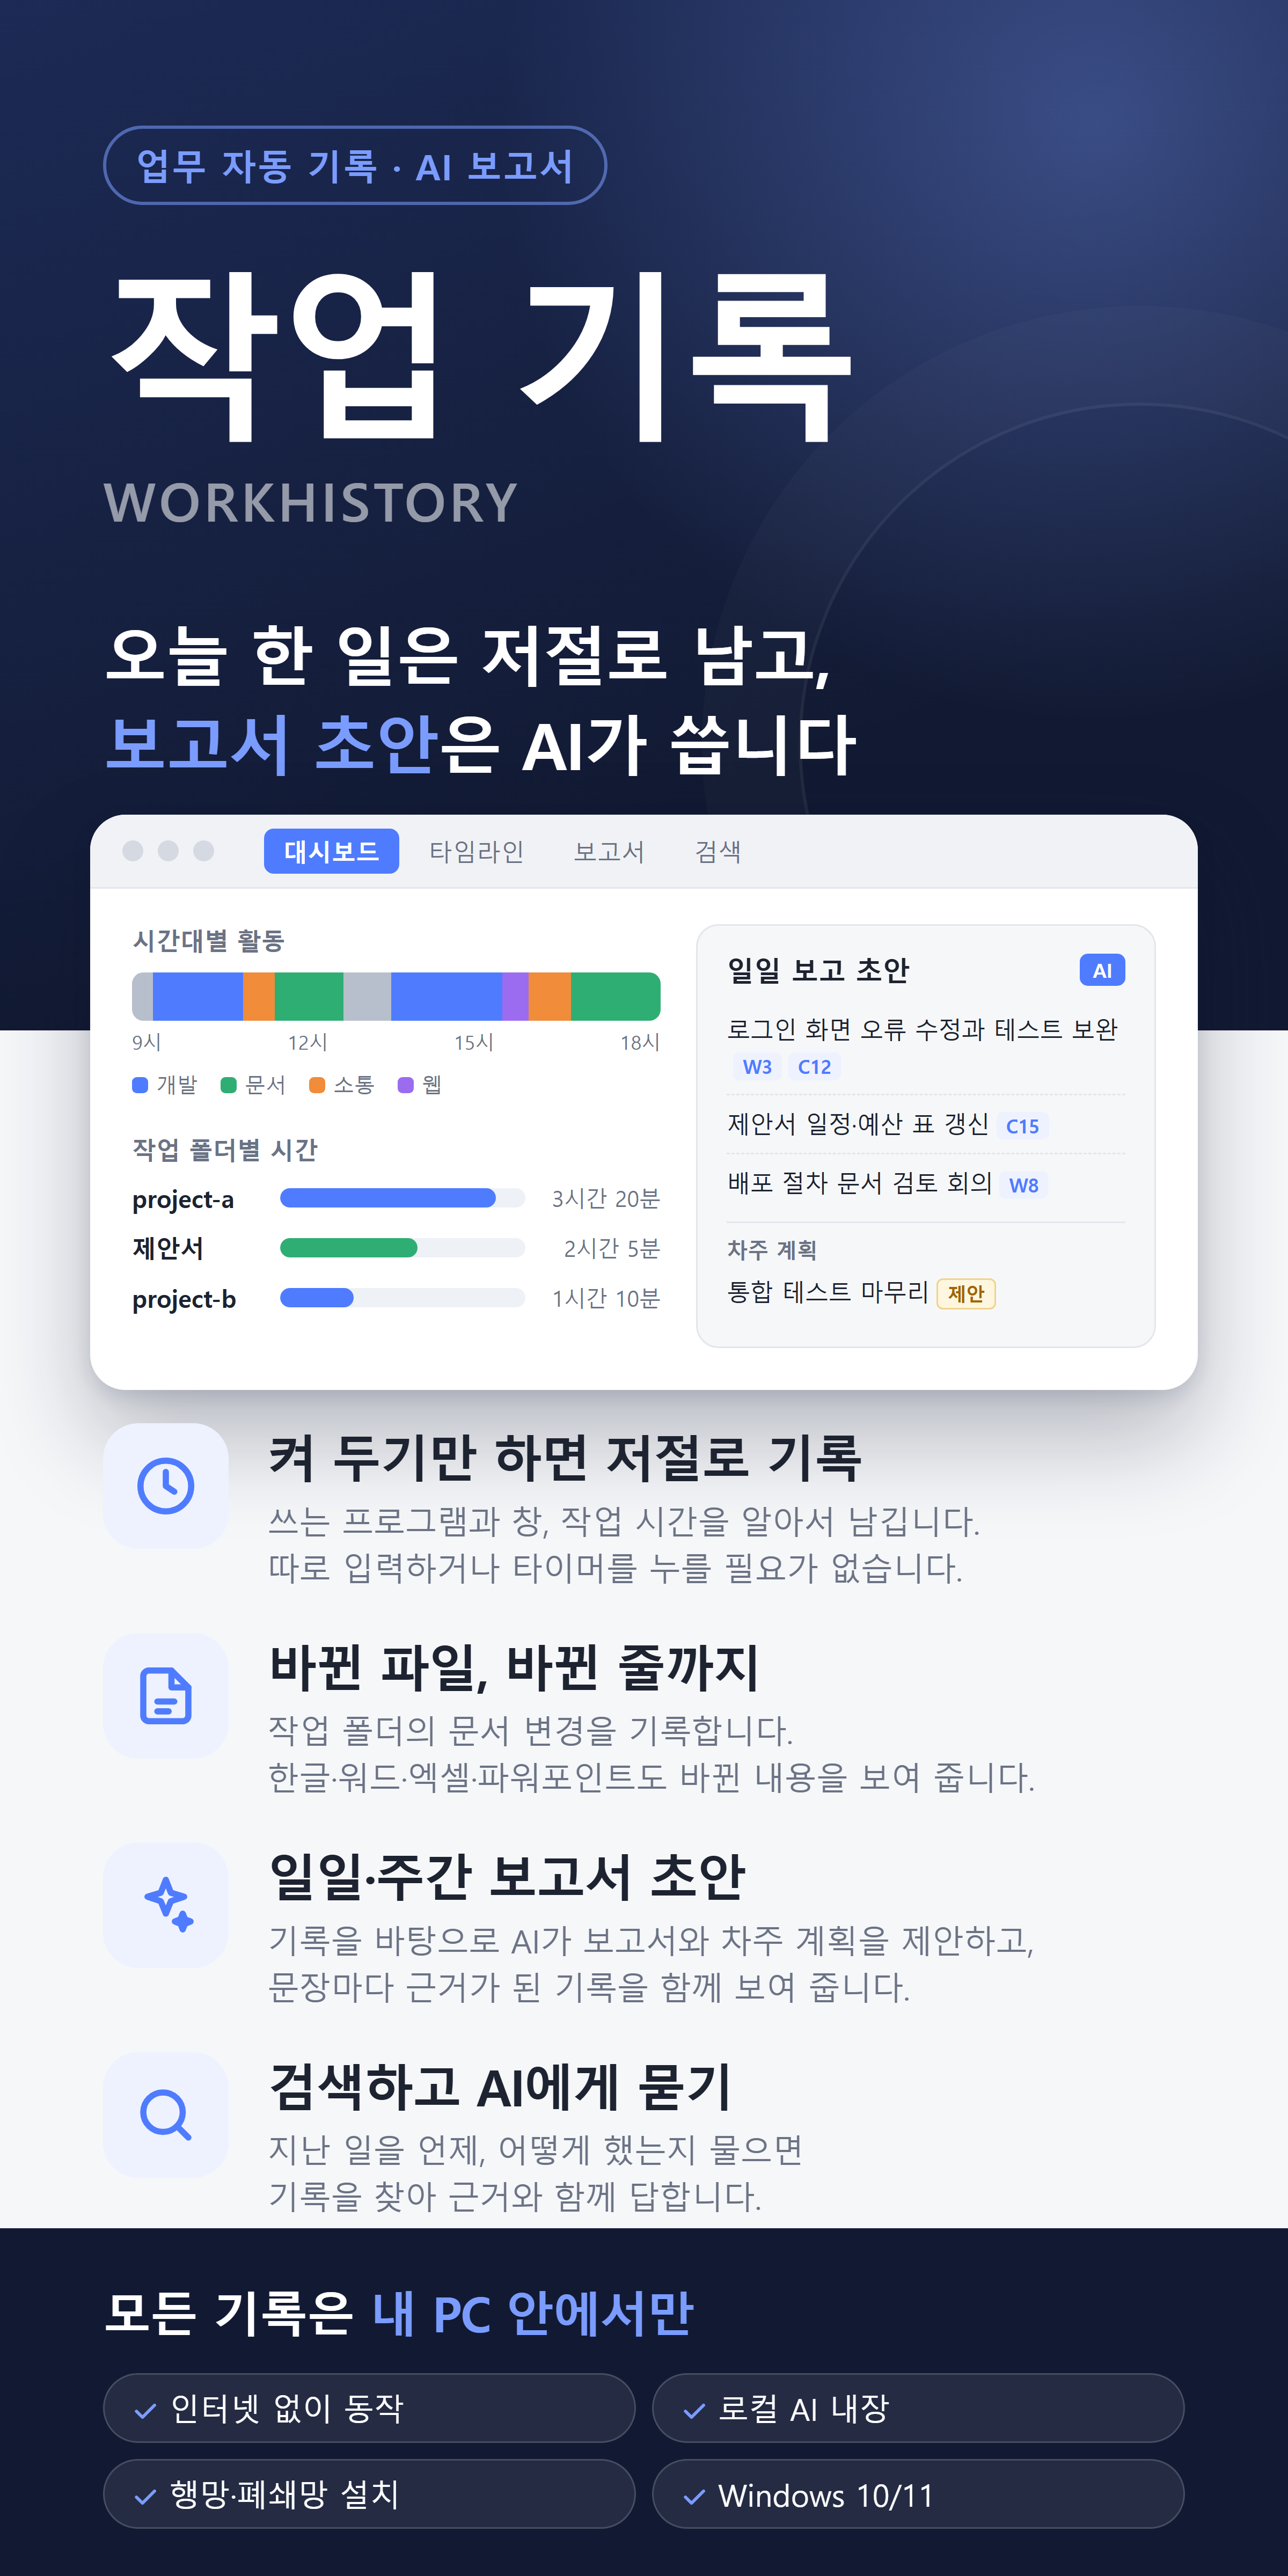 업무 자동 기록 · AI 보고서
작업 기록
WORKHISTORY
오늘 한 일은 저절로 남고,
보고서 초안은 AI가 씁니다
대시보드 타임라인 보고서 검색
시간대별 활동
9시 12시 15시 18시
개발 문서 소통 웹
작업 폴더별 시간
project-a 3시간 20분
제안서 2시간 5분
project-b 1시간 10분
일일 보고 초안 AI
로그인 화면 오류 수정과 테스트 보완
W3 C12
제안서 일정·예산 표 갱신 C15
배포 절차 문서 검토 회의 W8
차주 계획
통합 테스트 마무리 제안
켜 두기만 하면 저절로 기록
쓰는 프로그램과 창, 작업 시간을 알아서 남깁니다.
따로 입력하거나 타이머를 누를 필요가 없습니다.
바뀐 파일, 바뀐 줄까지
작업 폴더의 문서 변경을 기록합니다.
한글·워드·엑셀·파워포인트도 바뀐 내용을 보여 줍니다.
일일·주간 보고서 초안
기록을 바탕으로 AI가 보고서와 차주 계획을 제안하고,
문장마다 근거가 된 기록을 함께 보여 줍니다.
검색하고 AI에게 묻기
지난 일을 언제, 어떻게 했는지 물으면
기록을 찾아 근거와 함께 답합니다.
모든 기록은 내 PC 안에서만
인터넷 없이 동작
로컬 AI 내장
행망·폐쇄망 설치
Windows 10/11